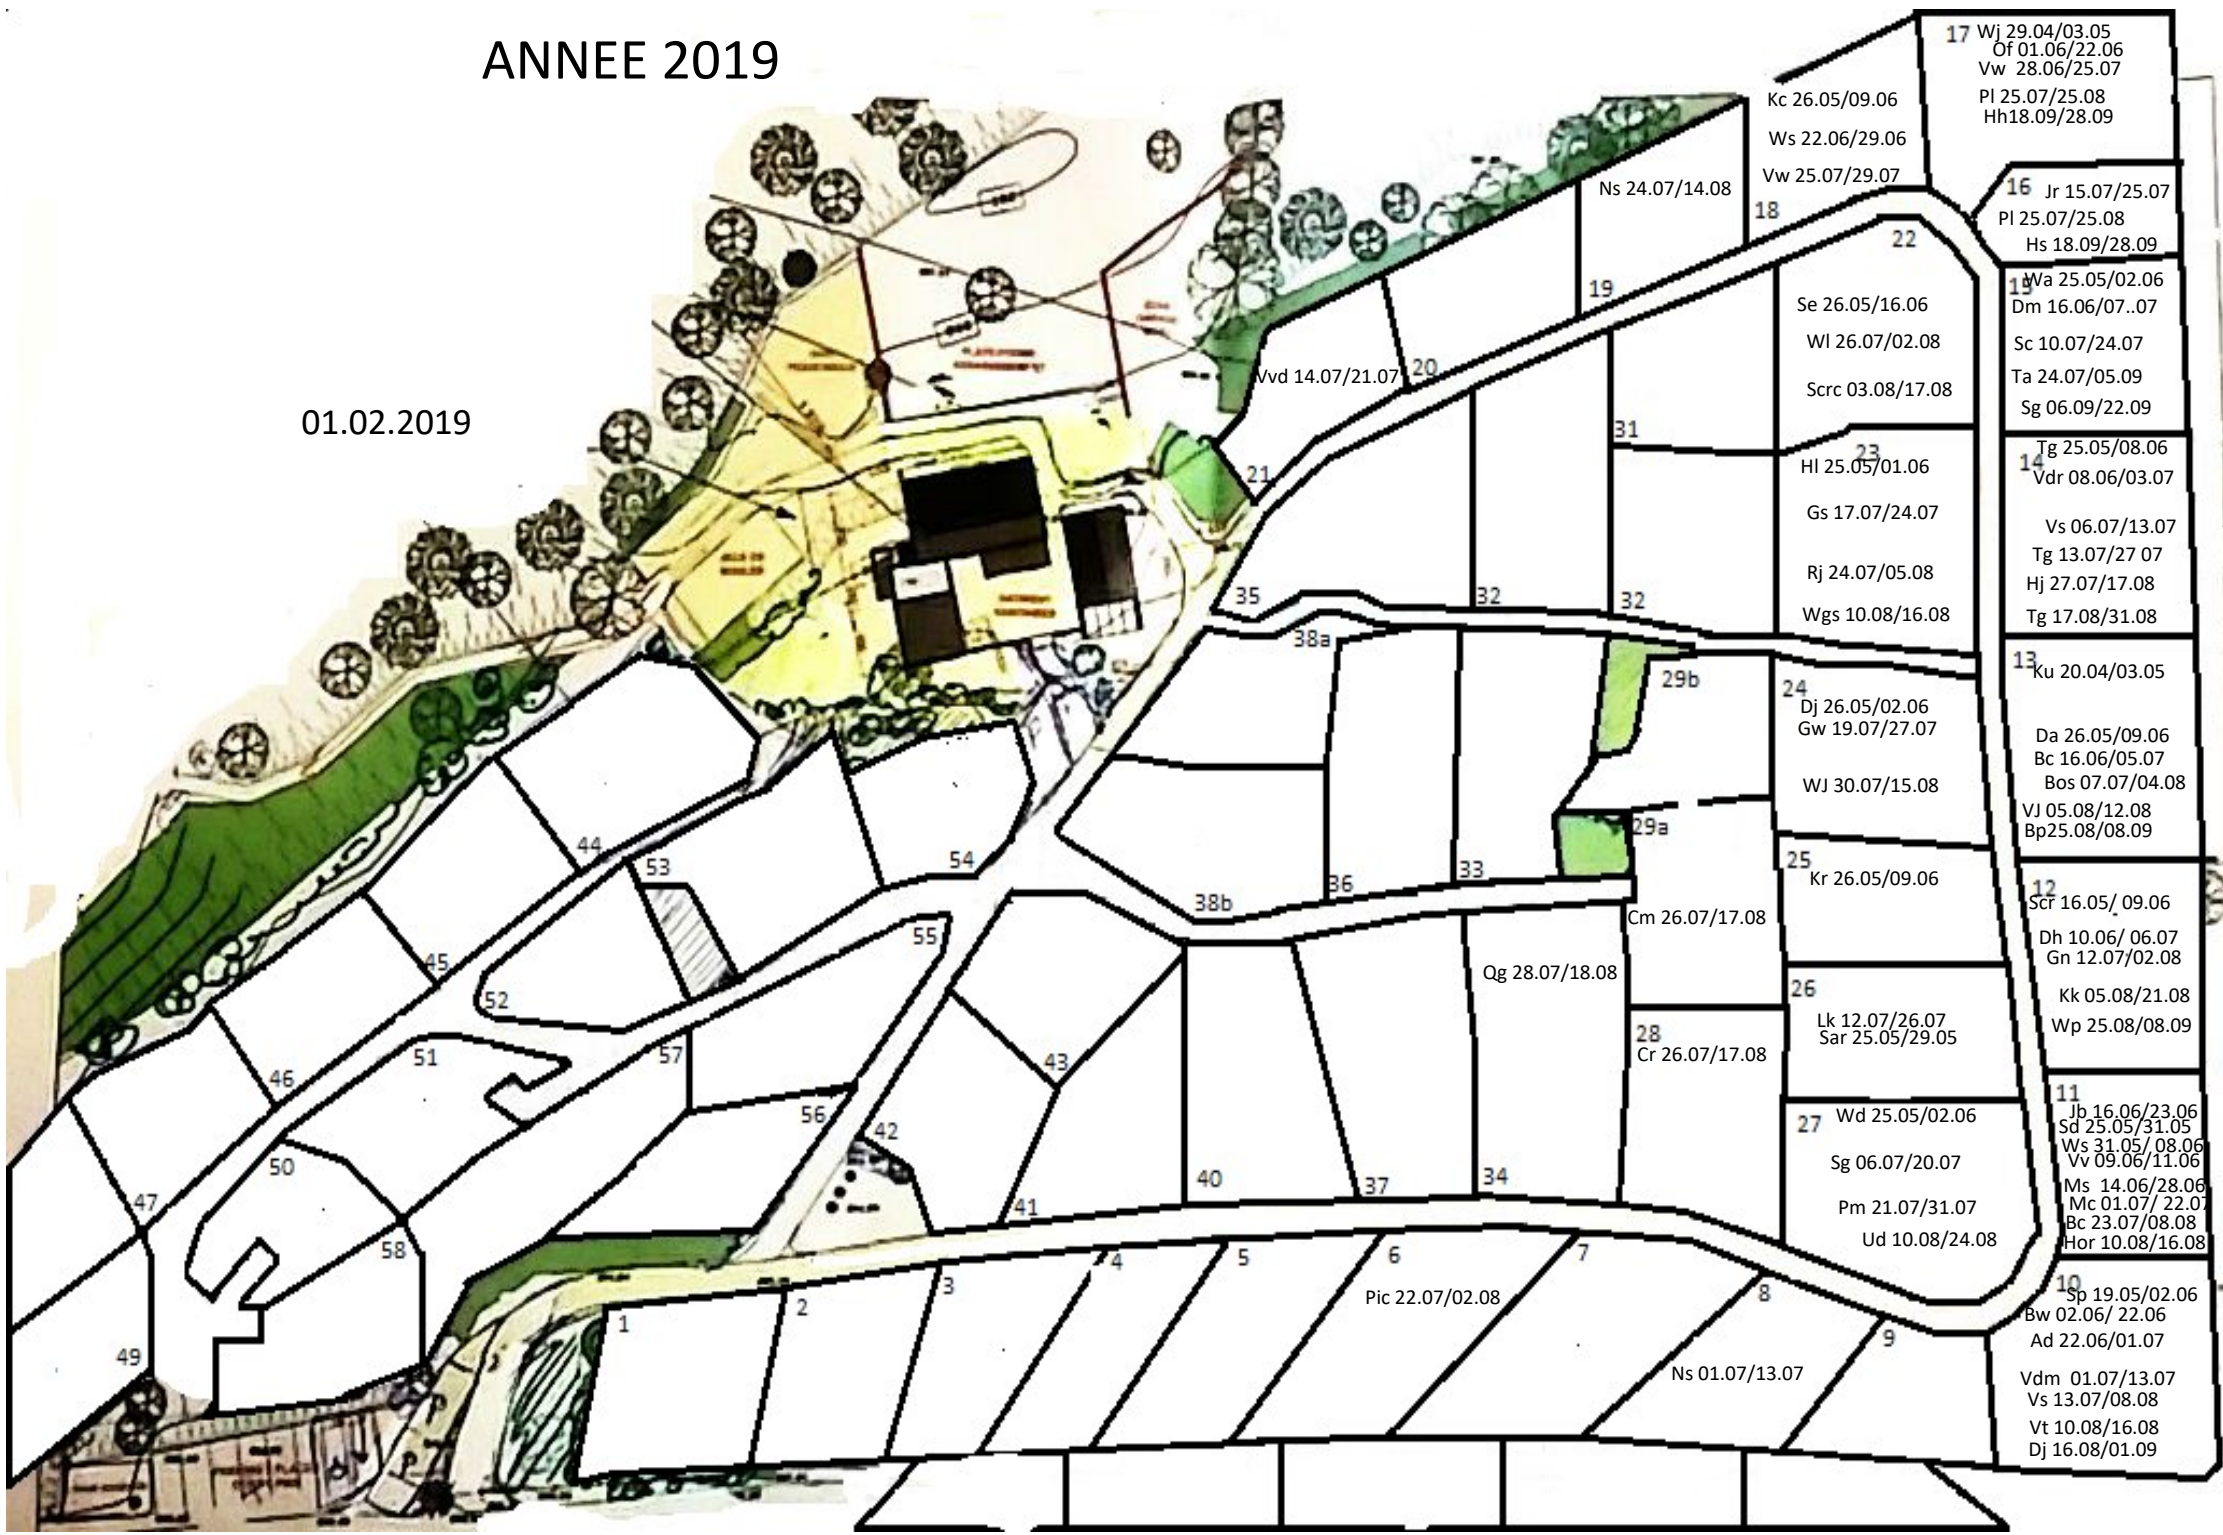 ANNEE 2019
01.02.2019
17 Wj 29.04/03.05
Of 01.06/22.06
Vw 28.06/25.07
Pl 25.07/25.08
Hh18.09/28.09
Kc 26.05/09.06
Ws 22.06/29.06
Vw 25.07/29.07
18
16 Jr 15.07/25.07
Pl 25.07/25.08
Hs 18.09/28.09
Ns 24.07/14.08
19
22
Se 26.05/16.06
Wl 26.07/02.08
Scrc 03.08/17.08
15 Wa 25.05/02.06
Dm 16.06/07..07
Sc 10.07/24.07
Ta 24.07/05.09
Sg 06.09/22.09
Vvd 14.07/21.07
20
21
31
23
Hl 25.05/01.06
Gs 17.07/24.07
Rj 24.07/05.08
Wgs 10.08/16.08
14 Tg 25.05/08.06
Vdr 08.06/03.07
Vs 06.07/13.07
Tg 13.07/27 07
Hj 27.07/17.08
Tg 17.08/31.08
35
32
32
38a
29b
24
Dj 26.05/02.06
Gw 19.07/27.07
WJ 30.07/15.08
13 Ku 20.04/03.05
Da 26.05/09.06
Bc 16.06/05.07
Bos 07.07/04.08
VJ 05.08/12.08
Bp25.08/08.09
29a
25
Kr 26.05/09.06
44
53
54
38b
36
33
Cm 26.07/17.08
12
Scr 16.05/ 09.06
Dh 10.06/ 06.07
Gn 12.07/02.08
Kk 05.08/21.08
Wp 25.08/08.09
55
45
52
Qg 28.07/18.08
26
Lk 12.07/26.07
Sar 25.05/29.05
28
Cr 26.07/17.08
51
57
43
46
56
42
11
Jb 16.06/23.06
Sd 25.05/31.05
Ws 31.05/ 08.06
Vv 09.06/11.06
Ms 14.06/28.06
Mc 01.07/ 22.07
Bc 23.07/08.08
Hor 10.08/16.08
27 Wd 25.05/02.06
Sg 06.07/20.07
Pm 21.07/31.07
Ud 10.08/24.08
50
47
58
41
40
37
34
49
1
2
3
4
5
6
7
8
9
Pic 22.07/02.08
Ns 01.07/13.07
10
Sp 19.05/02.06
Bw 02.06/ 22.06
Ad 22.06/01.07
Vdm 01.07/13.07
Vs 13.07/08.08
Vt 10.08/16.08
Dj 16.08/01.09